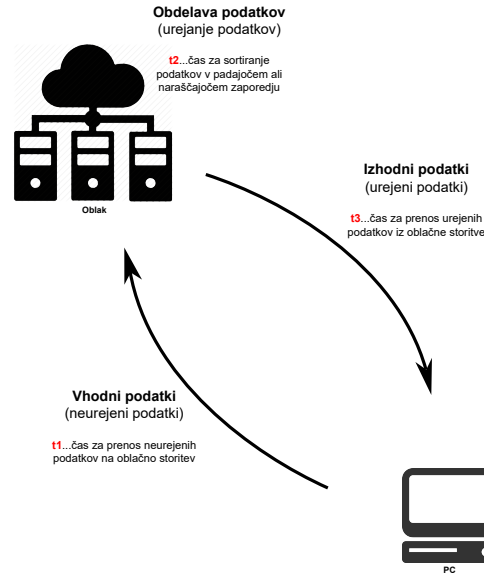 Obdelava podatkov
(urejanje podatkov)
t2...čas za sortiranje
podatkov v padajočem ali
naraščajočem zaporedju
Oblak
Izhodni podatki
(urejeni podatki)
t3...čas za prenos urejenih
podatkov iz oblačne storitve
Vhodni podatki
(neurejeni podatki)
t1...čas za prenos neurejenih
podatkov na oblačno storitev
PC